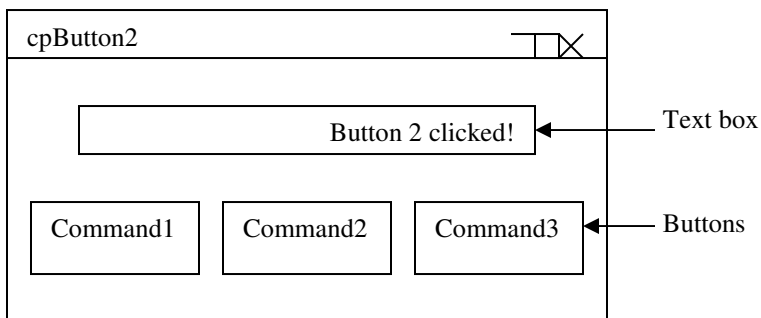 cpButton2
Button 2 clicked!
Text box
Command1 Command2 Command3
Buttons